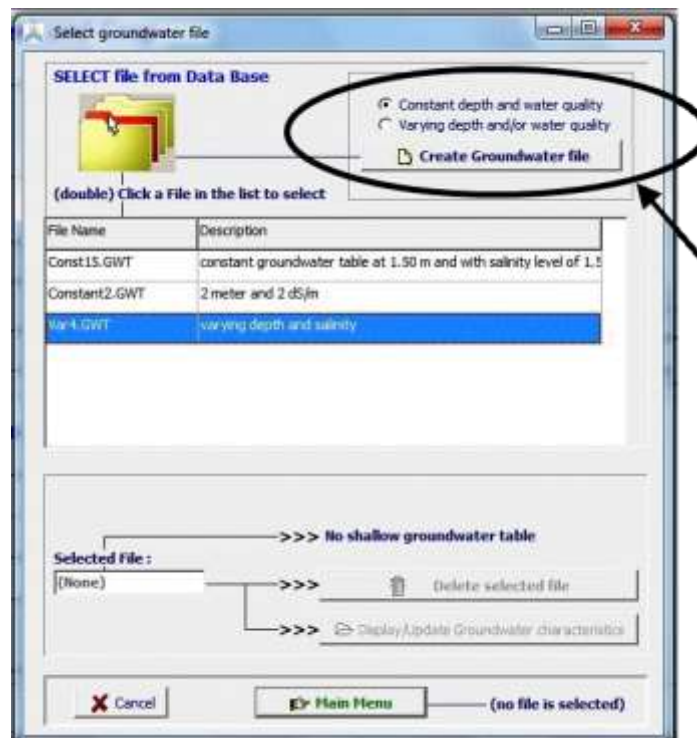 Select groundwater file
SELECT file from Data Base
Constant depth and water quality
Varying depth and/or water quality
Create Groundwater file
(double) Click a File in the list to select
File Name Description
Const15.GWT constant groundwater table at 1.50 m and with salinity level of 1.5
Constant2.GWT 2 meter and 2 dS/m
Var4.GWT varying depth and salinity
>>> No shallow groundwater table
Selected File :
(None) >>> Delete selected file
>>> Display/Update Groundwater characteristics
Cancel Main Menu (no file is selected)